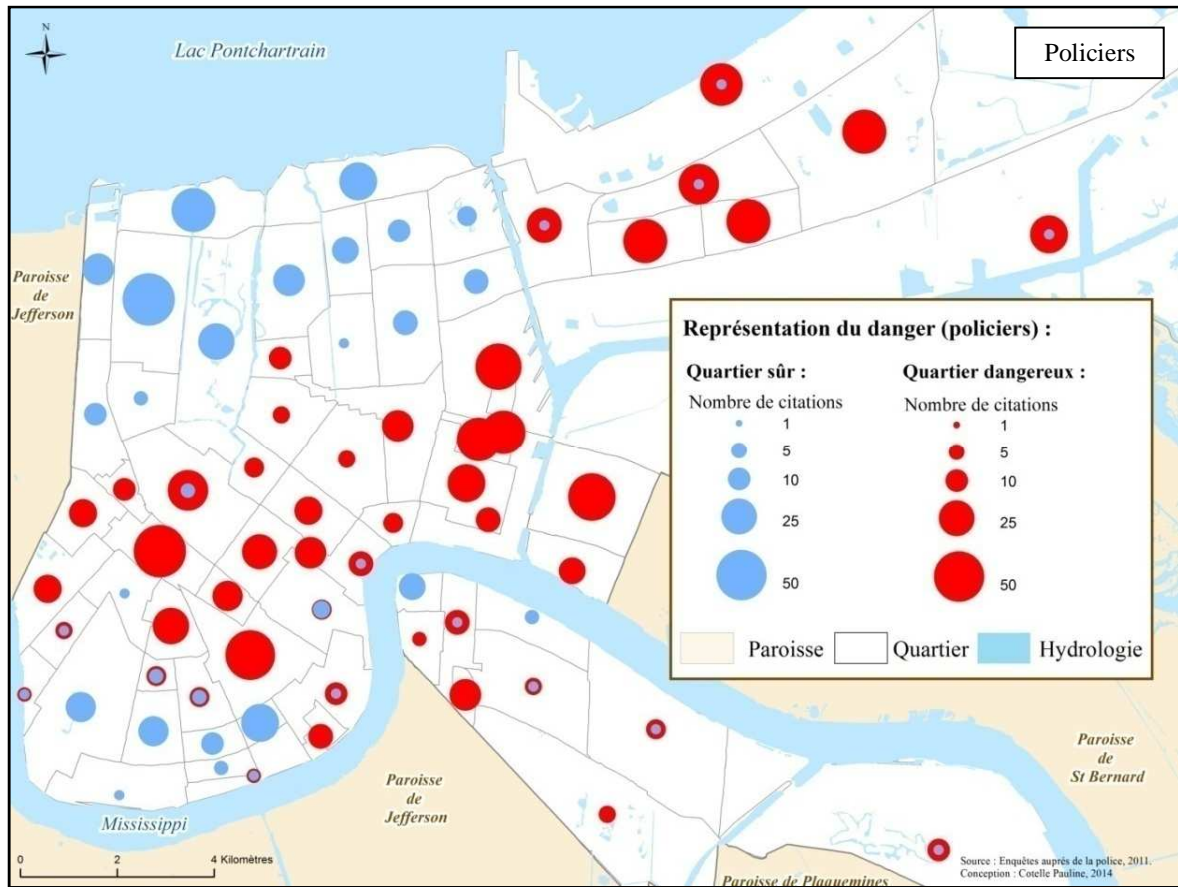 N
Lac Pontchartrain
Policiers
Paroisse
de
Jefferson
Représentation du danger (policiers) :
Quartier sûr :
Quartier dangereux :
Nombre de citations
Nombre de citations
1
1
5
5
10
10
25
25
50
50
Paroisse
Quartier
Hydrologie
Paroisse
de
St Bernard
Paroisse
de
Jefferson
Mississippi
0
2
4 Kilomètres
Paroisse de Plaquemines
Source : Enquêtes auprés de la police, 2011.
Conception : Cotelle Pauline, 2014